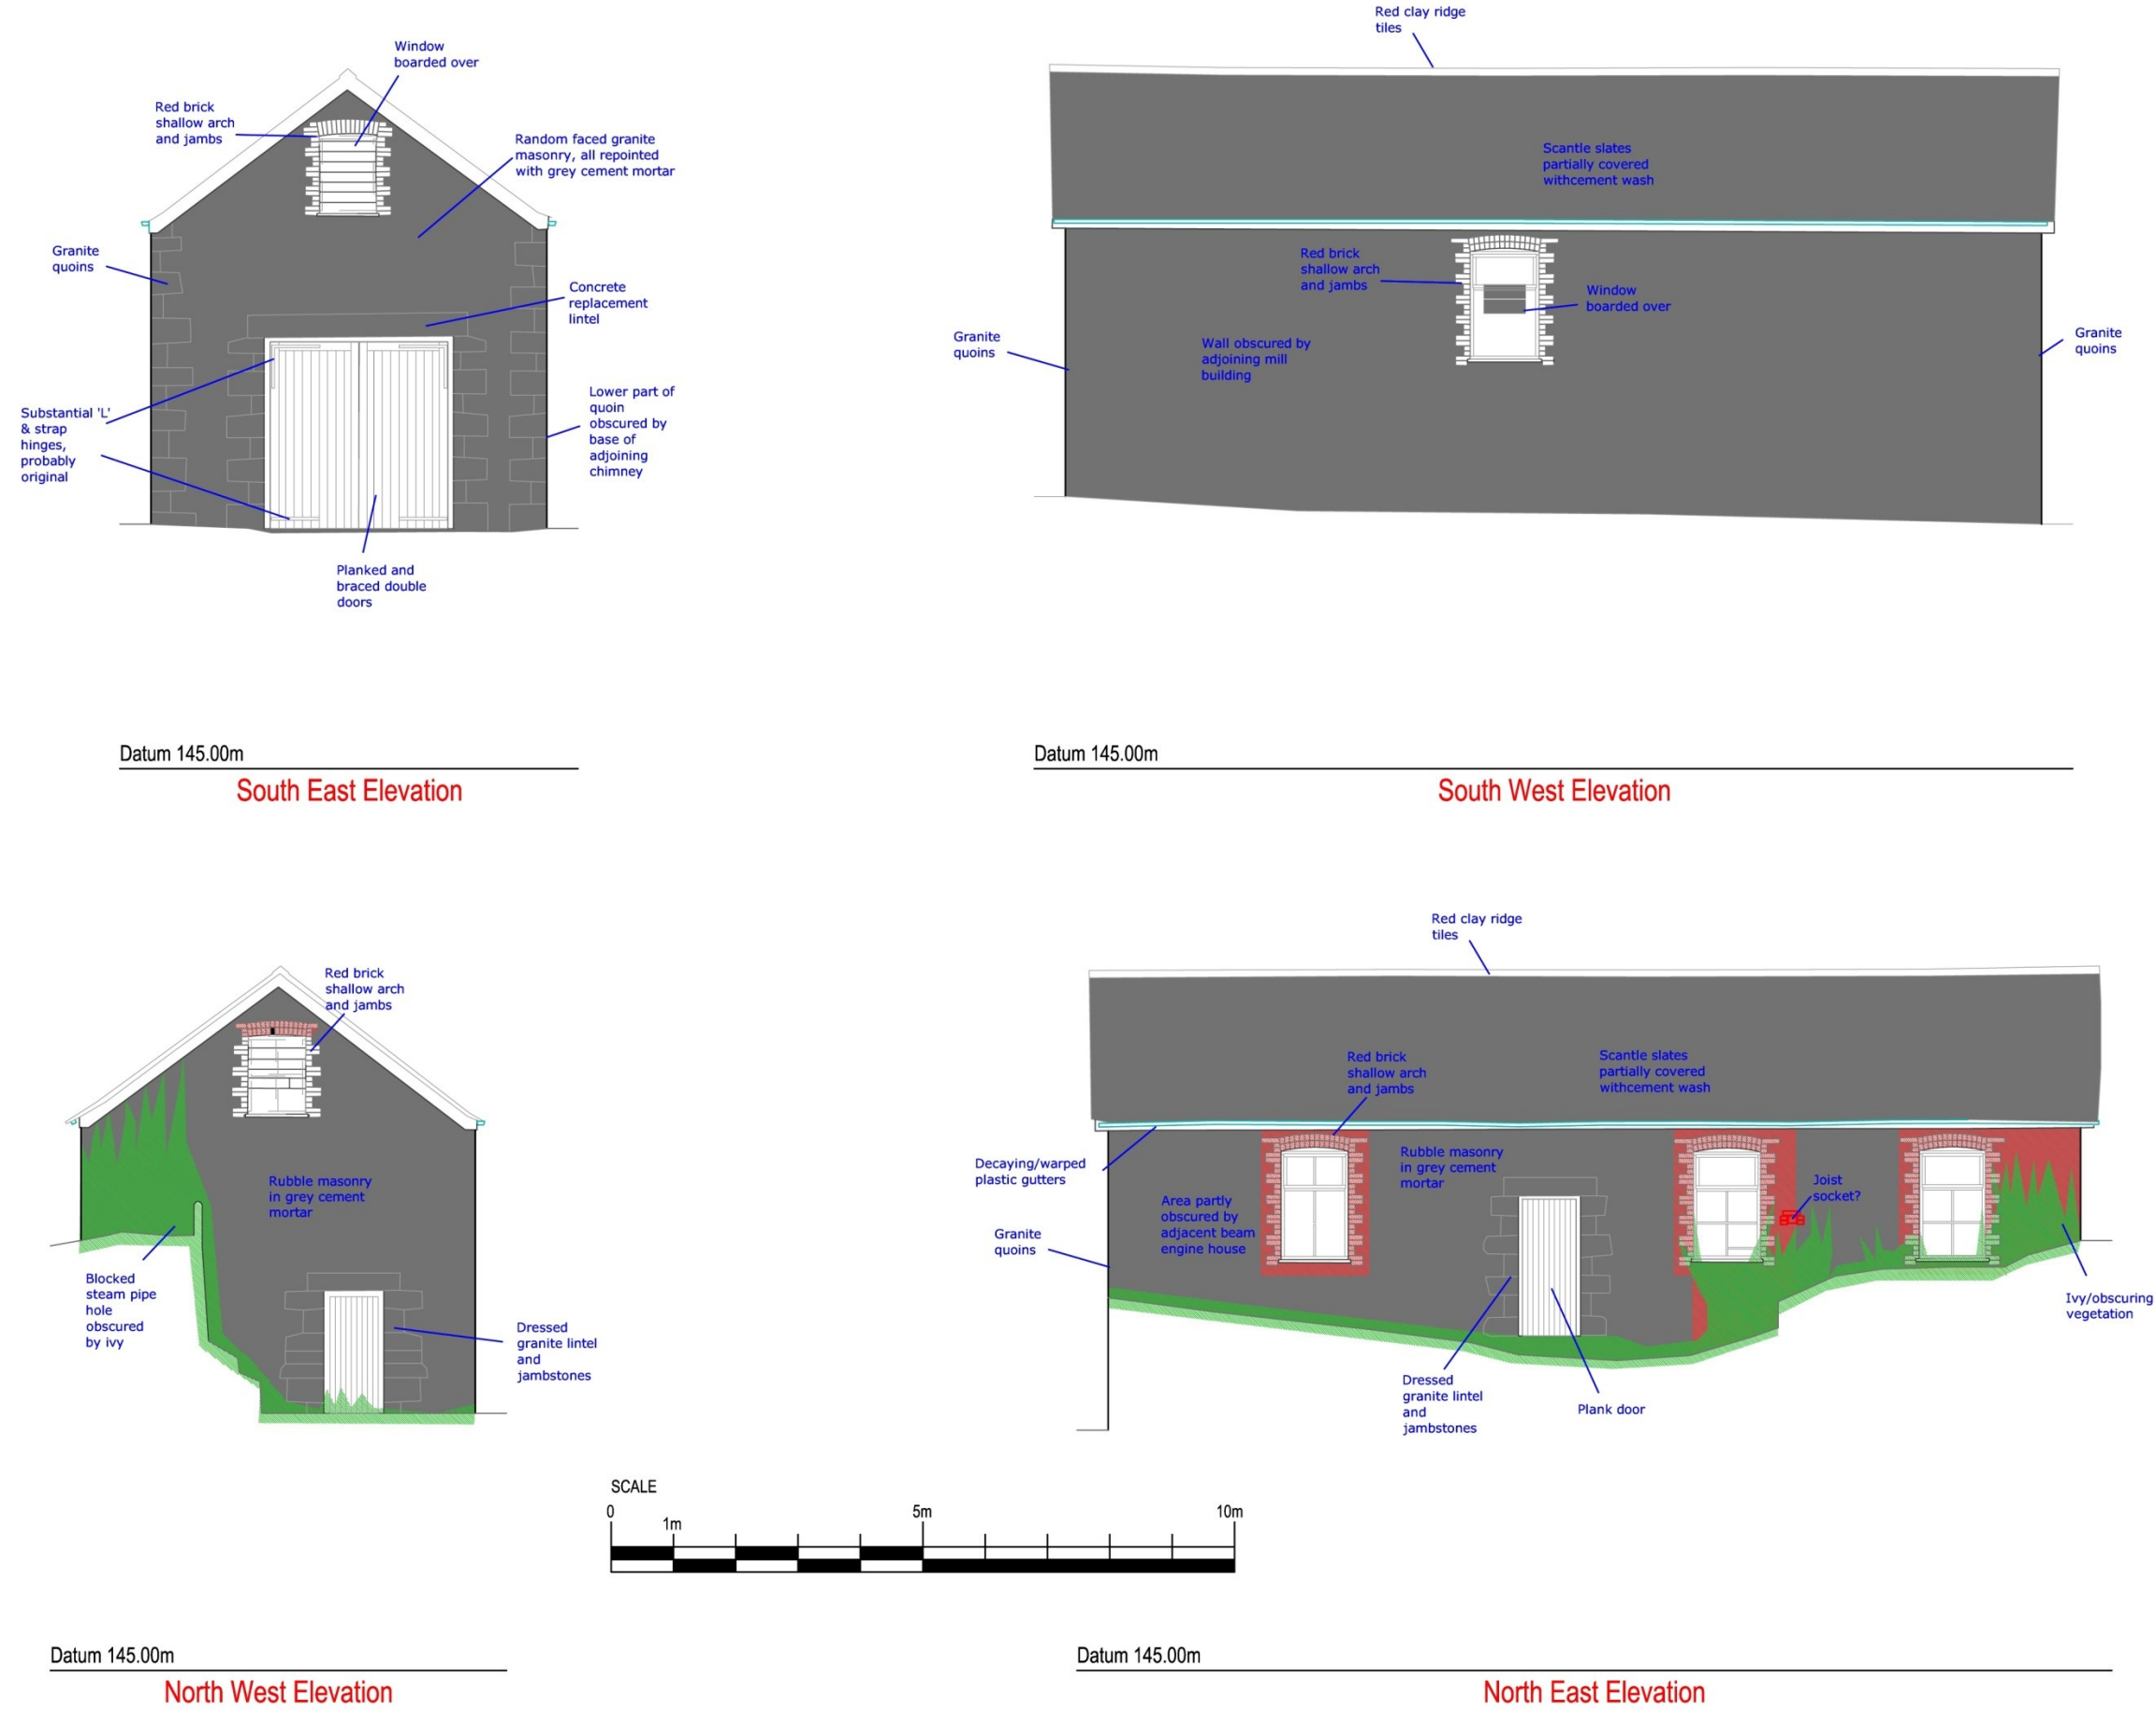 Window
boarded over
Red brick
shallow arch
and jambs
Random faced granite
masonry, all repointed
with grey cement mortar
Granite
quoins
Concrete
replacement
lintel
Substantial 'L'
& strap
hinges,
probably
original
Lower part of
quoin
obscured by
base of
adjoining
chimney
Planked and
braced double
doors
Datum 145.00m
South East Elevation
Red clay ridge
tiles
Scantle slates
partially covered
withcement wash
Red brick
shallow arch
and jambs
Window
boarded over
Granite
quoins
Wall obscured by
adjoining mill
building
Granite
quoins
Datum 145.00m
South West Elevation
Red brick
shallow arch
and jambs
Rubble masonry
in grey cement
mortar
Blocked
steam pipe
hole
obscured
by ivy
Dressed
granite lintel
and
jambstones
Datum 145.00m
North West Elevation
Red clay ridge
tiles
Red brick
shallow arch
and jambs
Scantle slates
partially covered
withcement wash
Decaying/warped
plastic gutters
Rubble masonry
in grey cement
mortar
Joist
socket?
Area partly
obscured by
adjacent beam
engine house
Granite
quoins
Ivy/obscuring
vegetation
Dressed
granite lintel
and
jambstones
Plank door
SCALE
0
1m
5m
10m
Datum 145.00m
North East Elevation